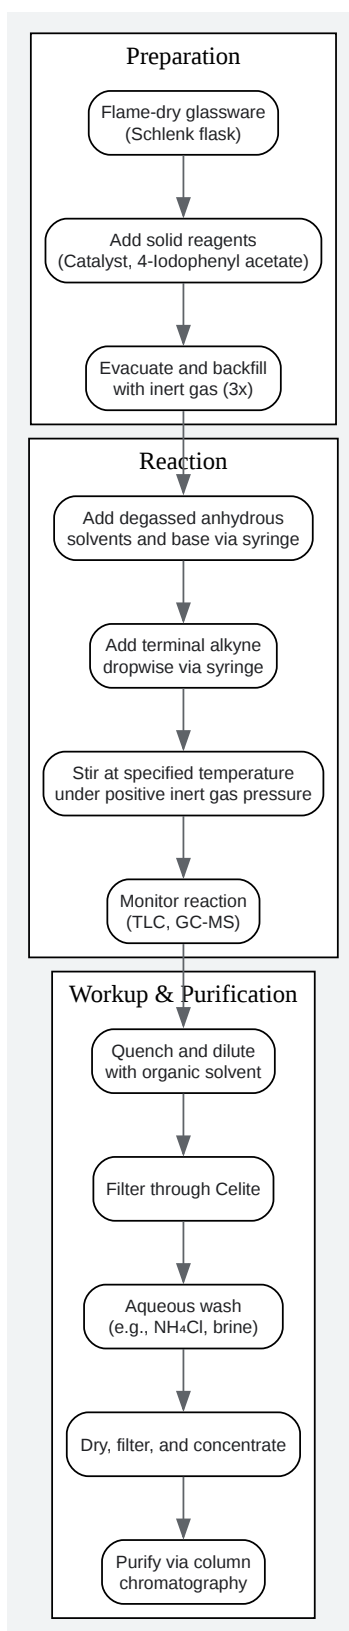 Preparation
Flame-dry glassware
(Schlenk flask)
Add solid reagents
(Catalyst, 4-Iodophenyl acetate)
Evacuate and backfill
with inert gas (3x)
Reaction
Add degassed anhydrous
solvents and base via syringe
Add terminal alkyne
dropwise via syringe
Stir at specified temperature
under positive inert gas pressure
Monitor reaction
(TLC, GC-MS)
Workup & Purification
Quench and dilute
with organic solvent
Filter through Celite
Aqueous wash
(e.g., NH₄Cl, brine)
Dry, filter, and concentrate
Purify via column
chromatography